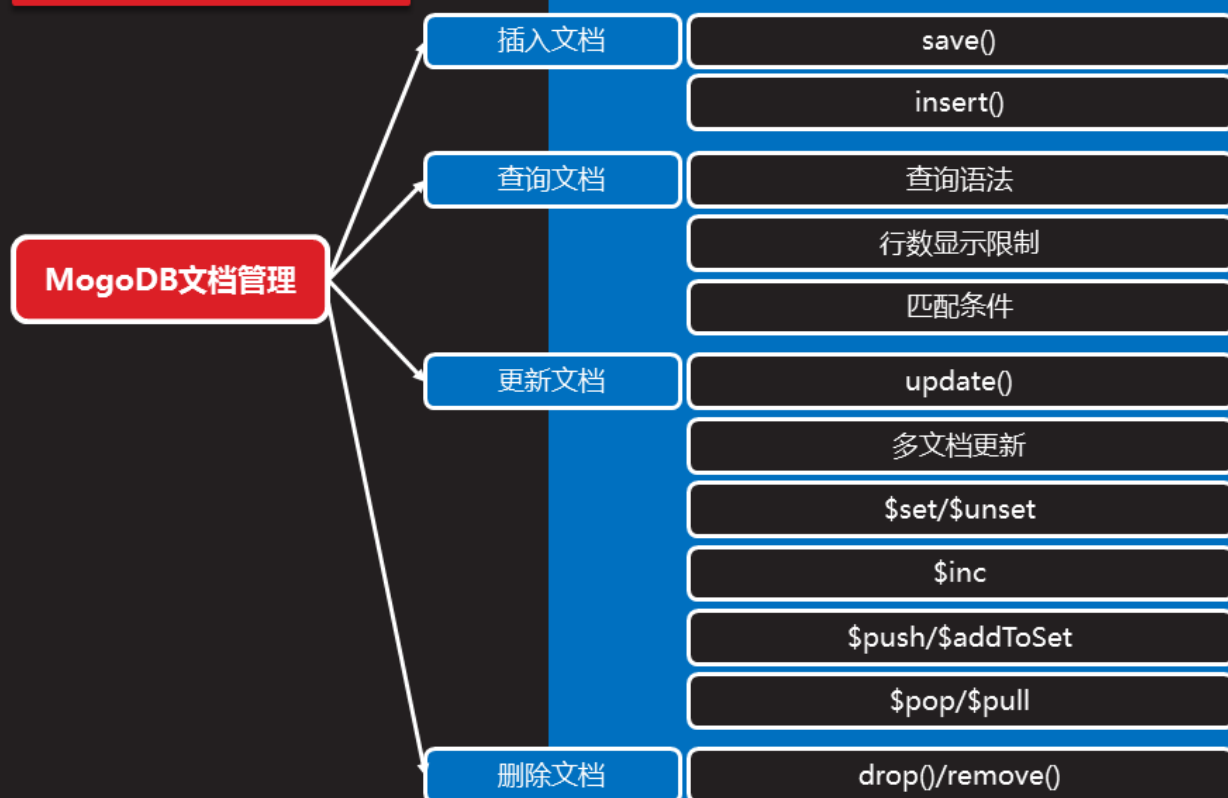 插入文档
save()
insert()
查询文档
查询语法
行数显示限制
匹配条件
MogoDB文档管理
更新文档
update()
多文档更新
$set/$unset
$inc
$push/$addToSet
$pop/$pull
删除文档
drop()/remove()